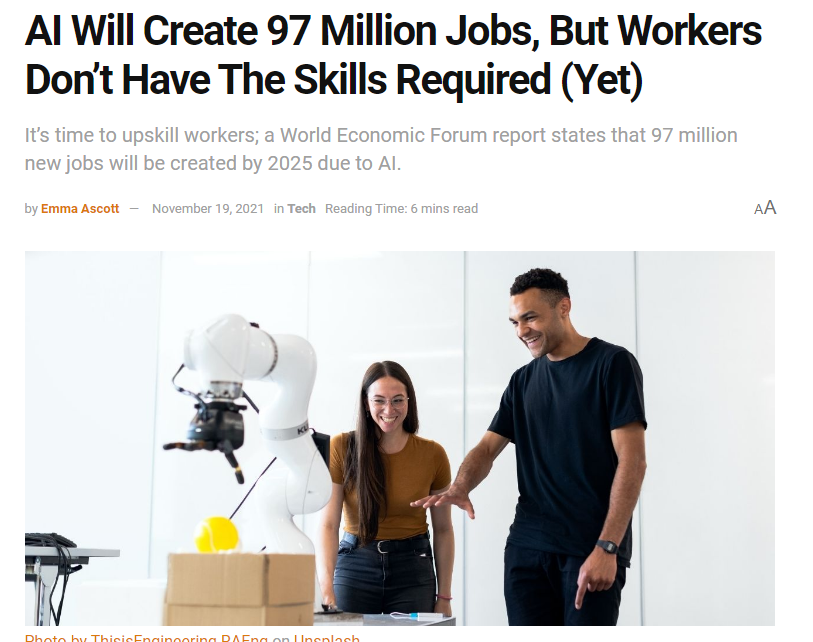 AI Will Create 97 Million Jobs, But Workers
Don't Have The Skills Required (Yet)
It's time to upskill workers; a World Economic Forum report states that 97 million
new jobs will be created by 2025 due to AI.
by Emma Ascott — November 19, 2021 in Tech Reading Time: 6 mins read AA
Photo by ThisisEngineering RAEng on Unsplash